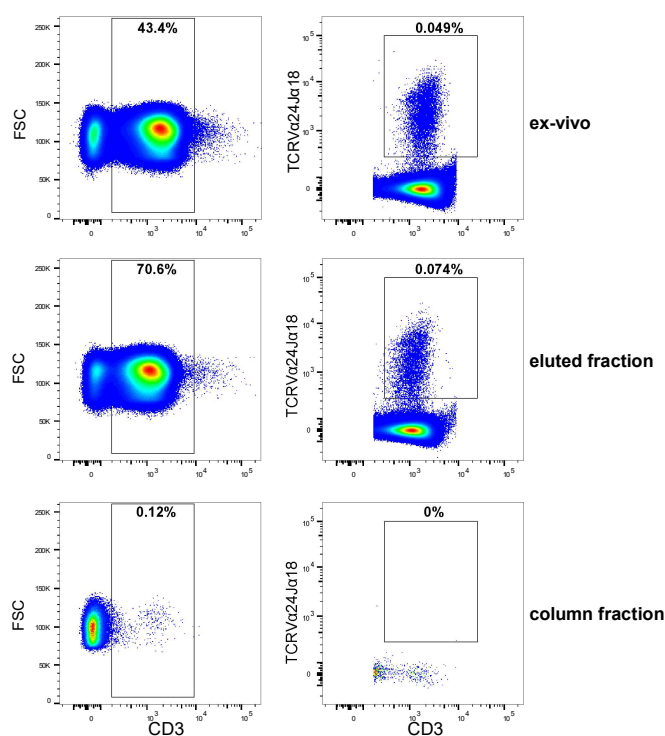 43.4%
FSC
250K
200K
150K
100K
50K
0
0
10^3
10^4
10^5
0.049%
TCRVα24Jα18
10^5
10^4
10^3
0
0
10^3
10^4
10^5
ex-vivo
70.6%
FSC
250K
200K
150K
100K
50K
0
0
10^3
10^4
10^5
0.074%
TCRVα24Jα18
10^5
10^4
10^3
0
0
10^3
10^4
10^5
eluted fraction
0.12%
FSC
250K
200K
150K
100K
50K
0
0
10^3
10^4
10^5
CD3
0%
TCRVα24Jα18
10^5
10^4
10^3
0
0
10^3
10^4
10^5
CD3
column fraction